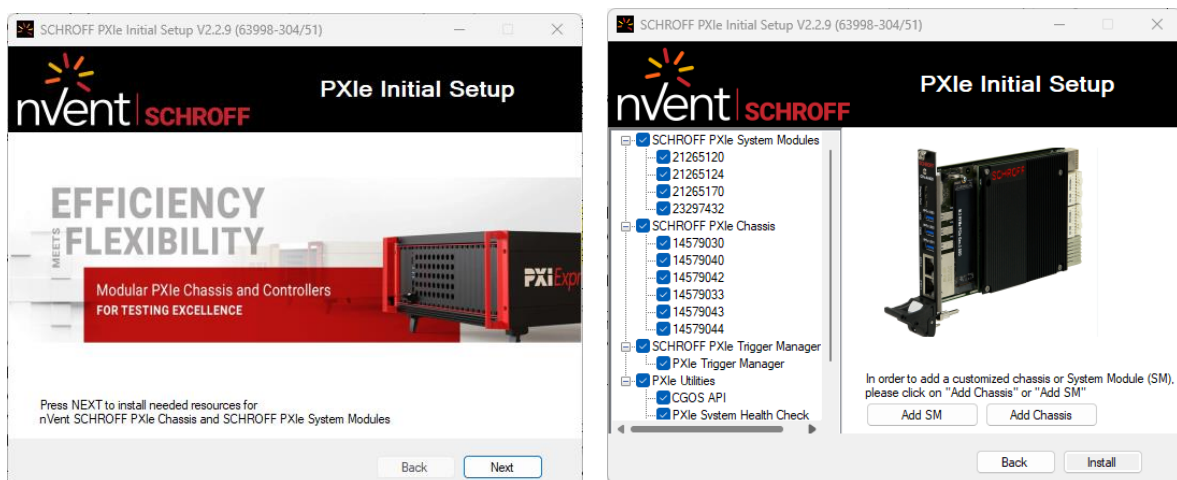 SCHROFF PXIe Initial Setup V2.2.9 (63998-304/51)
nVent SCHROFF
PXIe Initial Setup
EFFICIENCY
MEETS
FLEXIBILITY
Modular PXIe Chassis and Controllers
FOR TESTING EXCELLENCE
Press NEXT to install needed resources for
nVent SCHROFF PXIe Chassis and SCHROFF PXIe System Modules
Back
Next
SCHROFF PXIe Initial Setup V2.2.9 (63998-304/51)
nVent SCHROFF
PXIe Initial Setup
SCHROFF PXIe System Modules
21265120
21265124
21265170
23297432
SCHROFF PXIe Chassis
14579030
14579040
14579042
14579033
14579043
14579044
SCHROFF PXIe Trigger Manager
PXIe Trigger Manager
PXIe Utilities
CGOS API
PXIe System Health Check
SCHROFF
In order to add a customized chassis or System Module (SM),
please click on "Add Chassis" or "Add SM"
Add SM
Add Chassis
Back
Install